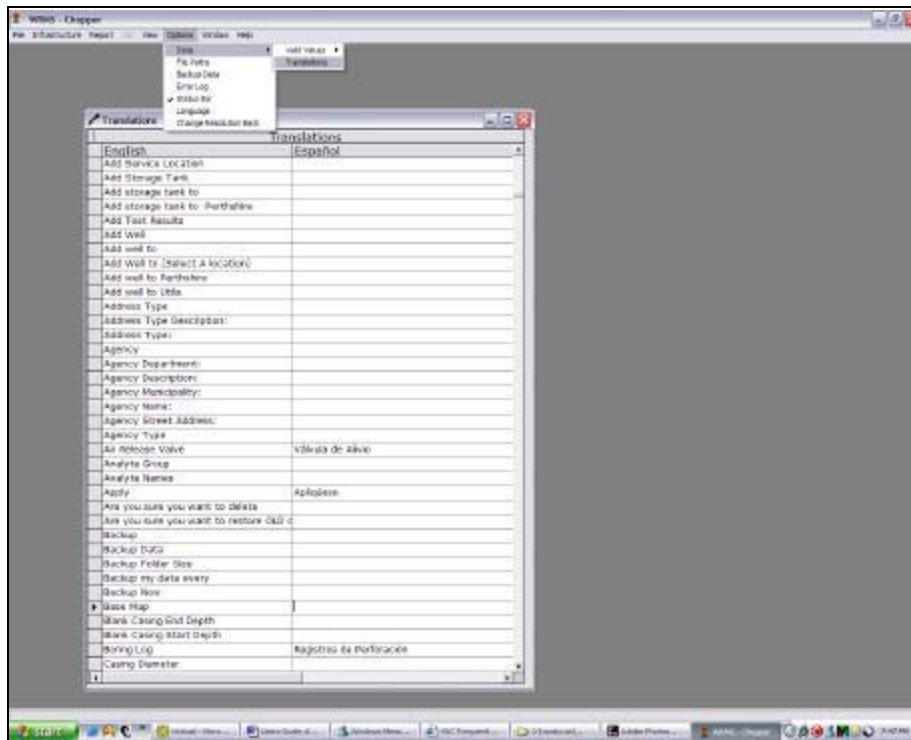 WRMS - Chopper
File Infrastructure Report View Options Window Help
Data
Valid Values
File Paths
Translations
Backup Data
Error Log
Status Bar
Language
Change Resolution Back
Translations
Translations
English Español
Add Service Location
Add Storage Tank
Add storage tank to
Add storage tank to Perthshire
Add Test Results
Add Well
Add well to
Add Well to (Select A location)
Add well to Perthshire
Add well to Utila
Address Type
Address Type Description:
Address Type:
Agency
Agency Department:
Agency Description:
Agency Municipality:
Agency Name:
Agency Street Address:
Agency Type
Air Release Valve Válvula de Alivio
Analyte Group
Analyte Names
Apply Aplíquese
Are you sure you want to delete
Are you sure you want to restore OLD
Backup
Backup Data
Backup Folder Size
Backup my data every
Backup Now
Base Map
Blank Casing End Depth
Blank Casing Start Depth
Boring Log Registros de Perforación
Casing Diameter
start